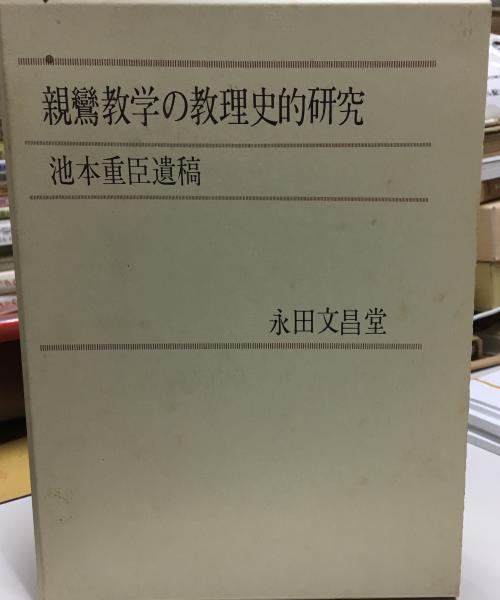 親鸞教学の教理史的研究
池本重臣遺稿
永田文昌堂